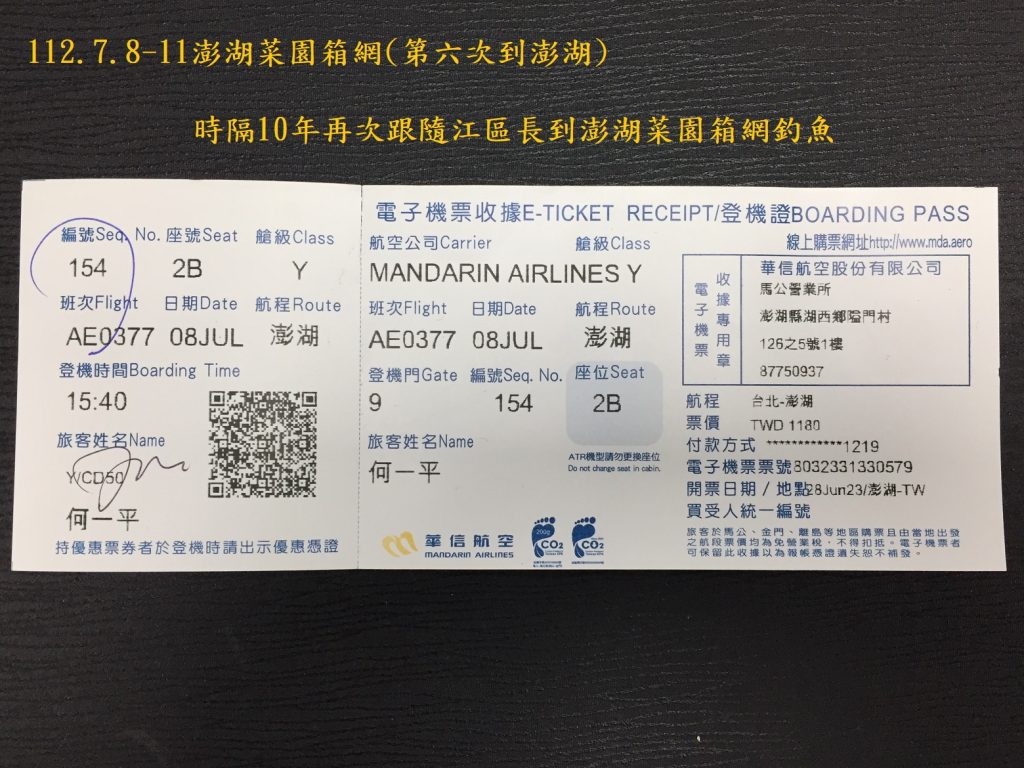 112.7.8-11澎湖菜園箱網(第六次到澎湖)
時隔10年再次跟隨江區長到澎湖菜園箱網釣魚
編號Seq. No. 座號Seat 艙級Class
154 2B Y
班次Flight 日期Date 航程Route
AE0377 08JUL 澎湖
登機時間Boarding Time
15:40
旅客姓名Name
Y/CD50
何一平
持優惠票券者於登機時請出示優惠憑證
電子機票收據E-TICKET RECEIPT/登機證BOARDING PASS
航空公司Carrier 艙級Class
MANDARIN AIRLINES Y
班次Flight 日期Date 航程Route
AE0377 08JUL 澎湖
登機門Gate 編號Seq. No. 座位Seat
9 154 2B
ATR機型請勿更換座位
Do not change seat in cabin.
旅客姓名Name
何一平
華信航空
MANDARIN AIRLINES
CO2
CO2
線上購票網址http://www.mda.aero
電子機票
收據專用章
華信航空股份有限公司
馬公營業所
澎湖縣湖西鄉隘門村
126之5號1樓
87750937
航程 台北-澎湖
票價 TWD 1180
付款方式 ************1219
電子機票票號8032331330579
開票日期 / 地點28Jun23/澎湖-TW
買受人統一編號
旅客於馬公、金門、離島等地區購票且由當地出發
之航段票價均為免營業稅，不得扣抵。電子機票者
可保留此收據以為報帳憑證遺失恕不補發。